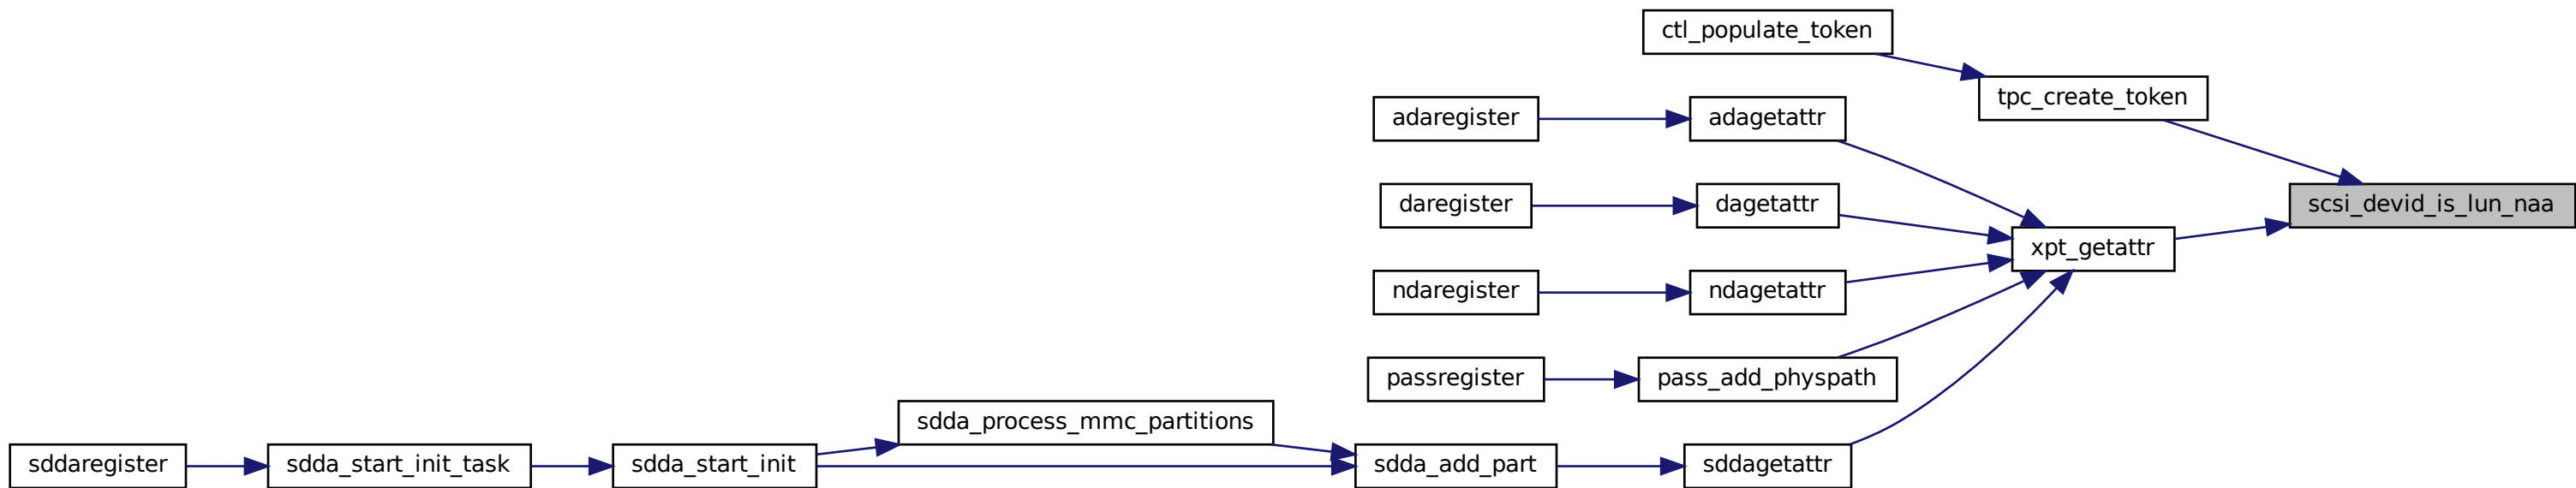 ctl_populate_token
tpc_create_token
adaregister
adagetattr
daregister
dagetattr
scsi_devid_is_lun_naa
xpt_getattr
ndaregister
ndagetattr
passregister
pass_add_physpath
sdda_process_mmc_partitions
sddaregister
sdda_start_init_task
sdda_start_init
sdda_add_part
sddagetattr